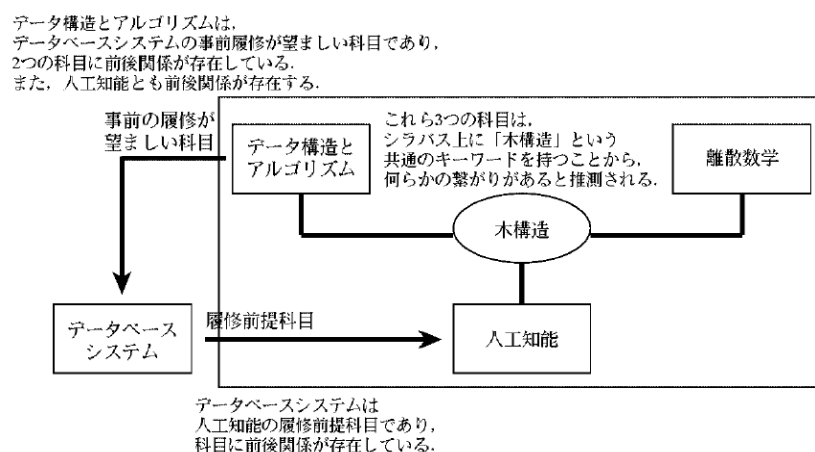 データ構造とアルゴリズムは，
データベースシステムの事前履修が望ましい科目であり，
2つの科目に前後関係が存在している．
また，人工知能とも前後関係が存在する．
事前の履修が
望ましい科目
データ構造と
アルゴリズム
これら3つの科目は，
シラバス上に「木構造」という
共通のキーワードを持つことから，
何らかの繋がりがあると推測される．
離散数学
木構造
データベース
システム
履修前提科目
人工知能
データベースシステムは
人工知能の履修前提科目であり，
科目に前後関係が存在している．